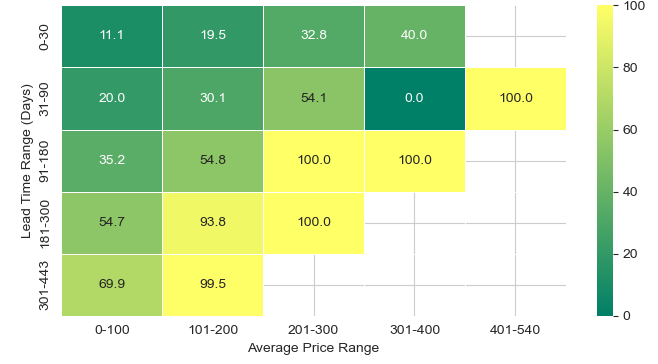 0-30 11.1 19.5 32.8 40.0
31-90 20.0 30.1 54.1 0.0 100.0
91-180 35.2 54.8 100.0 100.0
181-300 54.7 93.8 100.0
301-443 69.9 99.5
Lead Time Range (Days)
0-100 101-200 201-300 301-400 401-540
Average Price Range
100
80
60
40
20
0